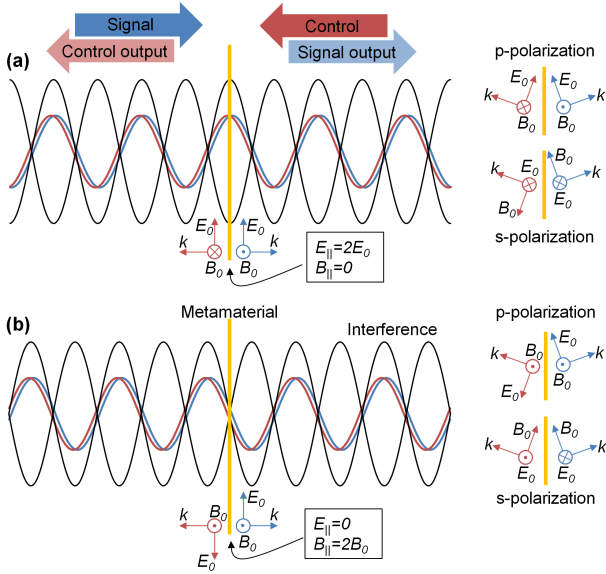 Signal
Control
(a)
Control output
Signal output
p-polarization
E₀ E₀
k k
B₀ B₀
B₀
E₀
k k
B₀ E₀
s-polarization
E₀ E₀
k k
B₀ B₀
E||=2E₀
B||=0
Metamaterial
(b)
Interference
p-polarization
E₀
k B₀ k
E₀ B₀
B₀ B₀
k k
E₀ E₀
s-polarization
E₀
k B₀ k
B₀
E₀
E||=0
B||=2B₀